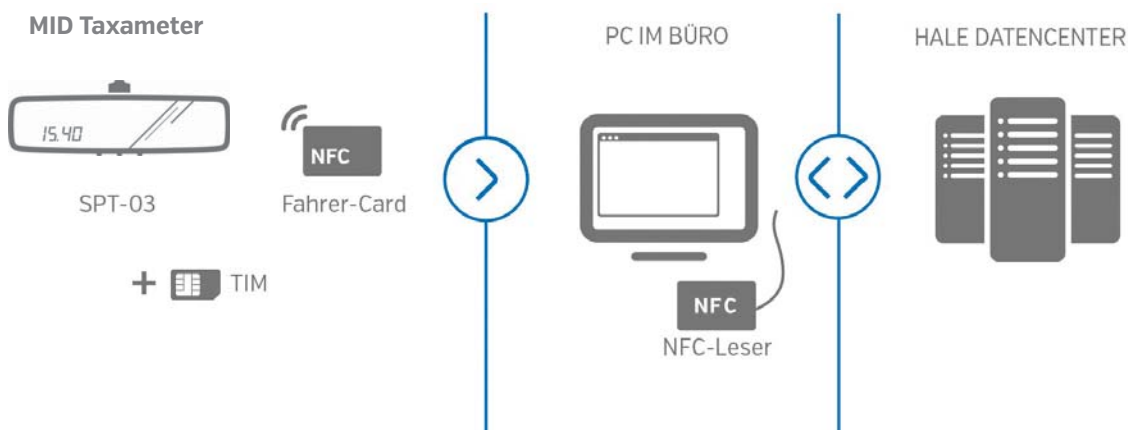 MID Taxameter
15.40
SPT-03
NFC
Fahrer-Card
+ TIM
PC IM BÜRO
NFC
NFC-Leser
HALE DATENCENTER